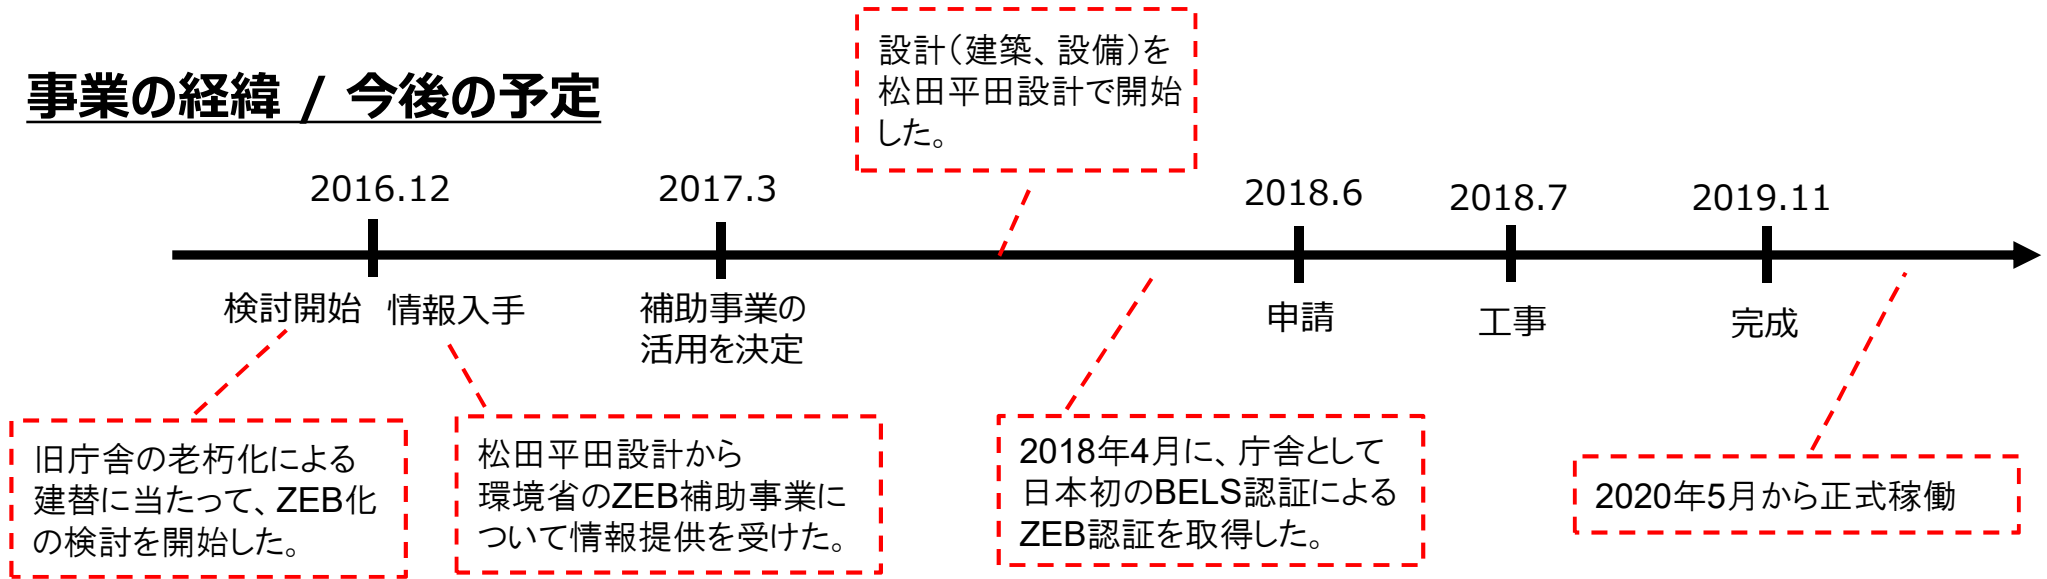 事業の経緯 / 今後の予定
設計（建築、設備）を
松田平田設計で開始
した。
2016.12
2017.3
2018.6
2018.7
2019.11
検討開始
情報入手
補助事業の
活用を決定
申請
工事
完成
旧庁舎の老朽化による
建替に当たって、ZEB化
の検討を開始した。
松田平田設計から
環境省のZEB補助事業に
ついて情報提供を受けた。
2018年4月に、庁舎として
日本初のBELS認証による
ZEB認証を取得した。
2020年5月から正式稼働